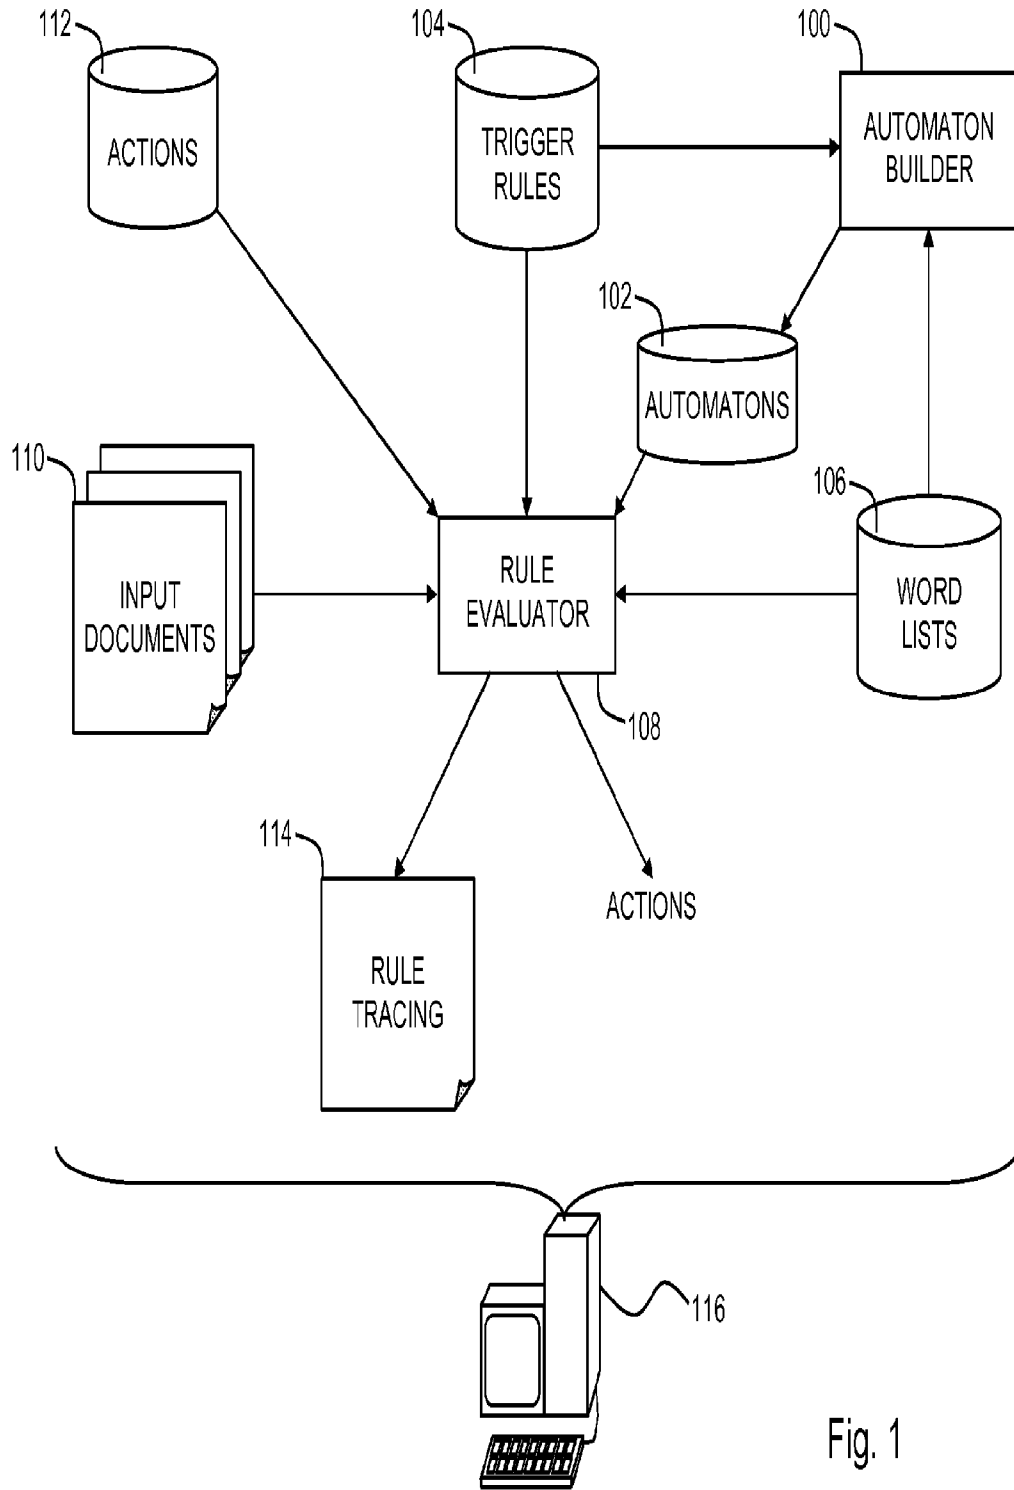 112
104
100
ACTIONS
TRIGGER
RULES
AUTOMATON
BUILDER
102
AUTOMATONS
110
106
INPUT
DOCUMENTS
RULE
EVALUATOR
WORD
LISTS
108
114
ACTIONS
RULE
TRACING
116
Fig. 1